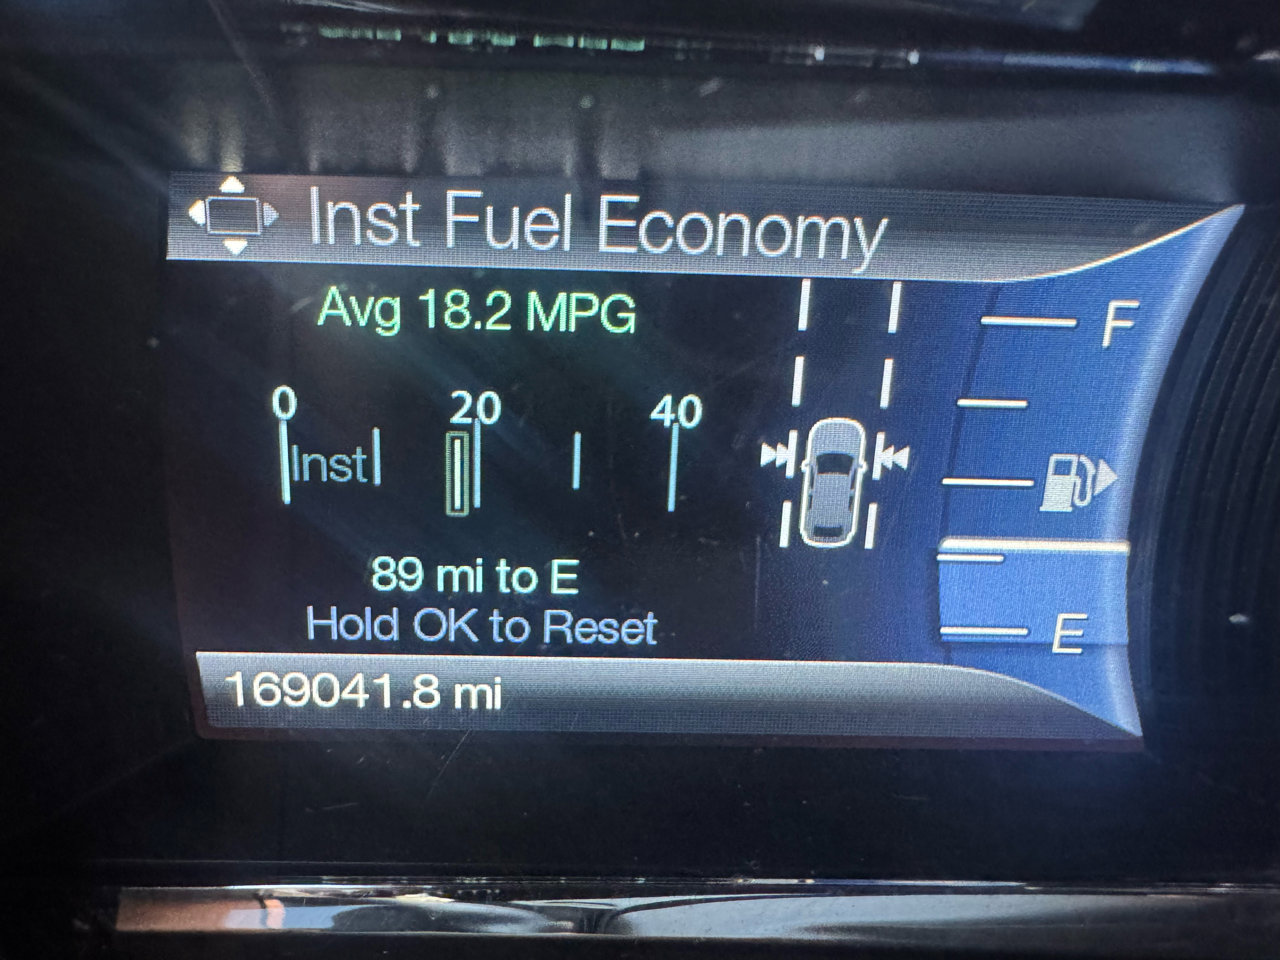 Inst Fuel Economy
Avg 18.2 MPG
F
0 20 40
Inst
89 mi to E
Hold OK to Reset
E
169041.8 mi